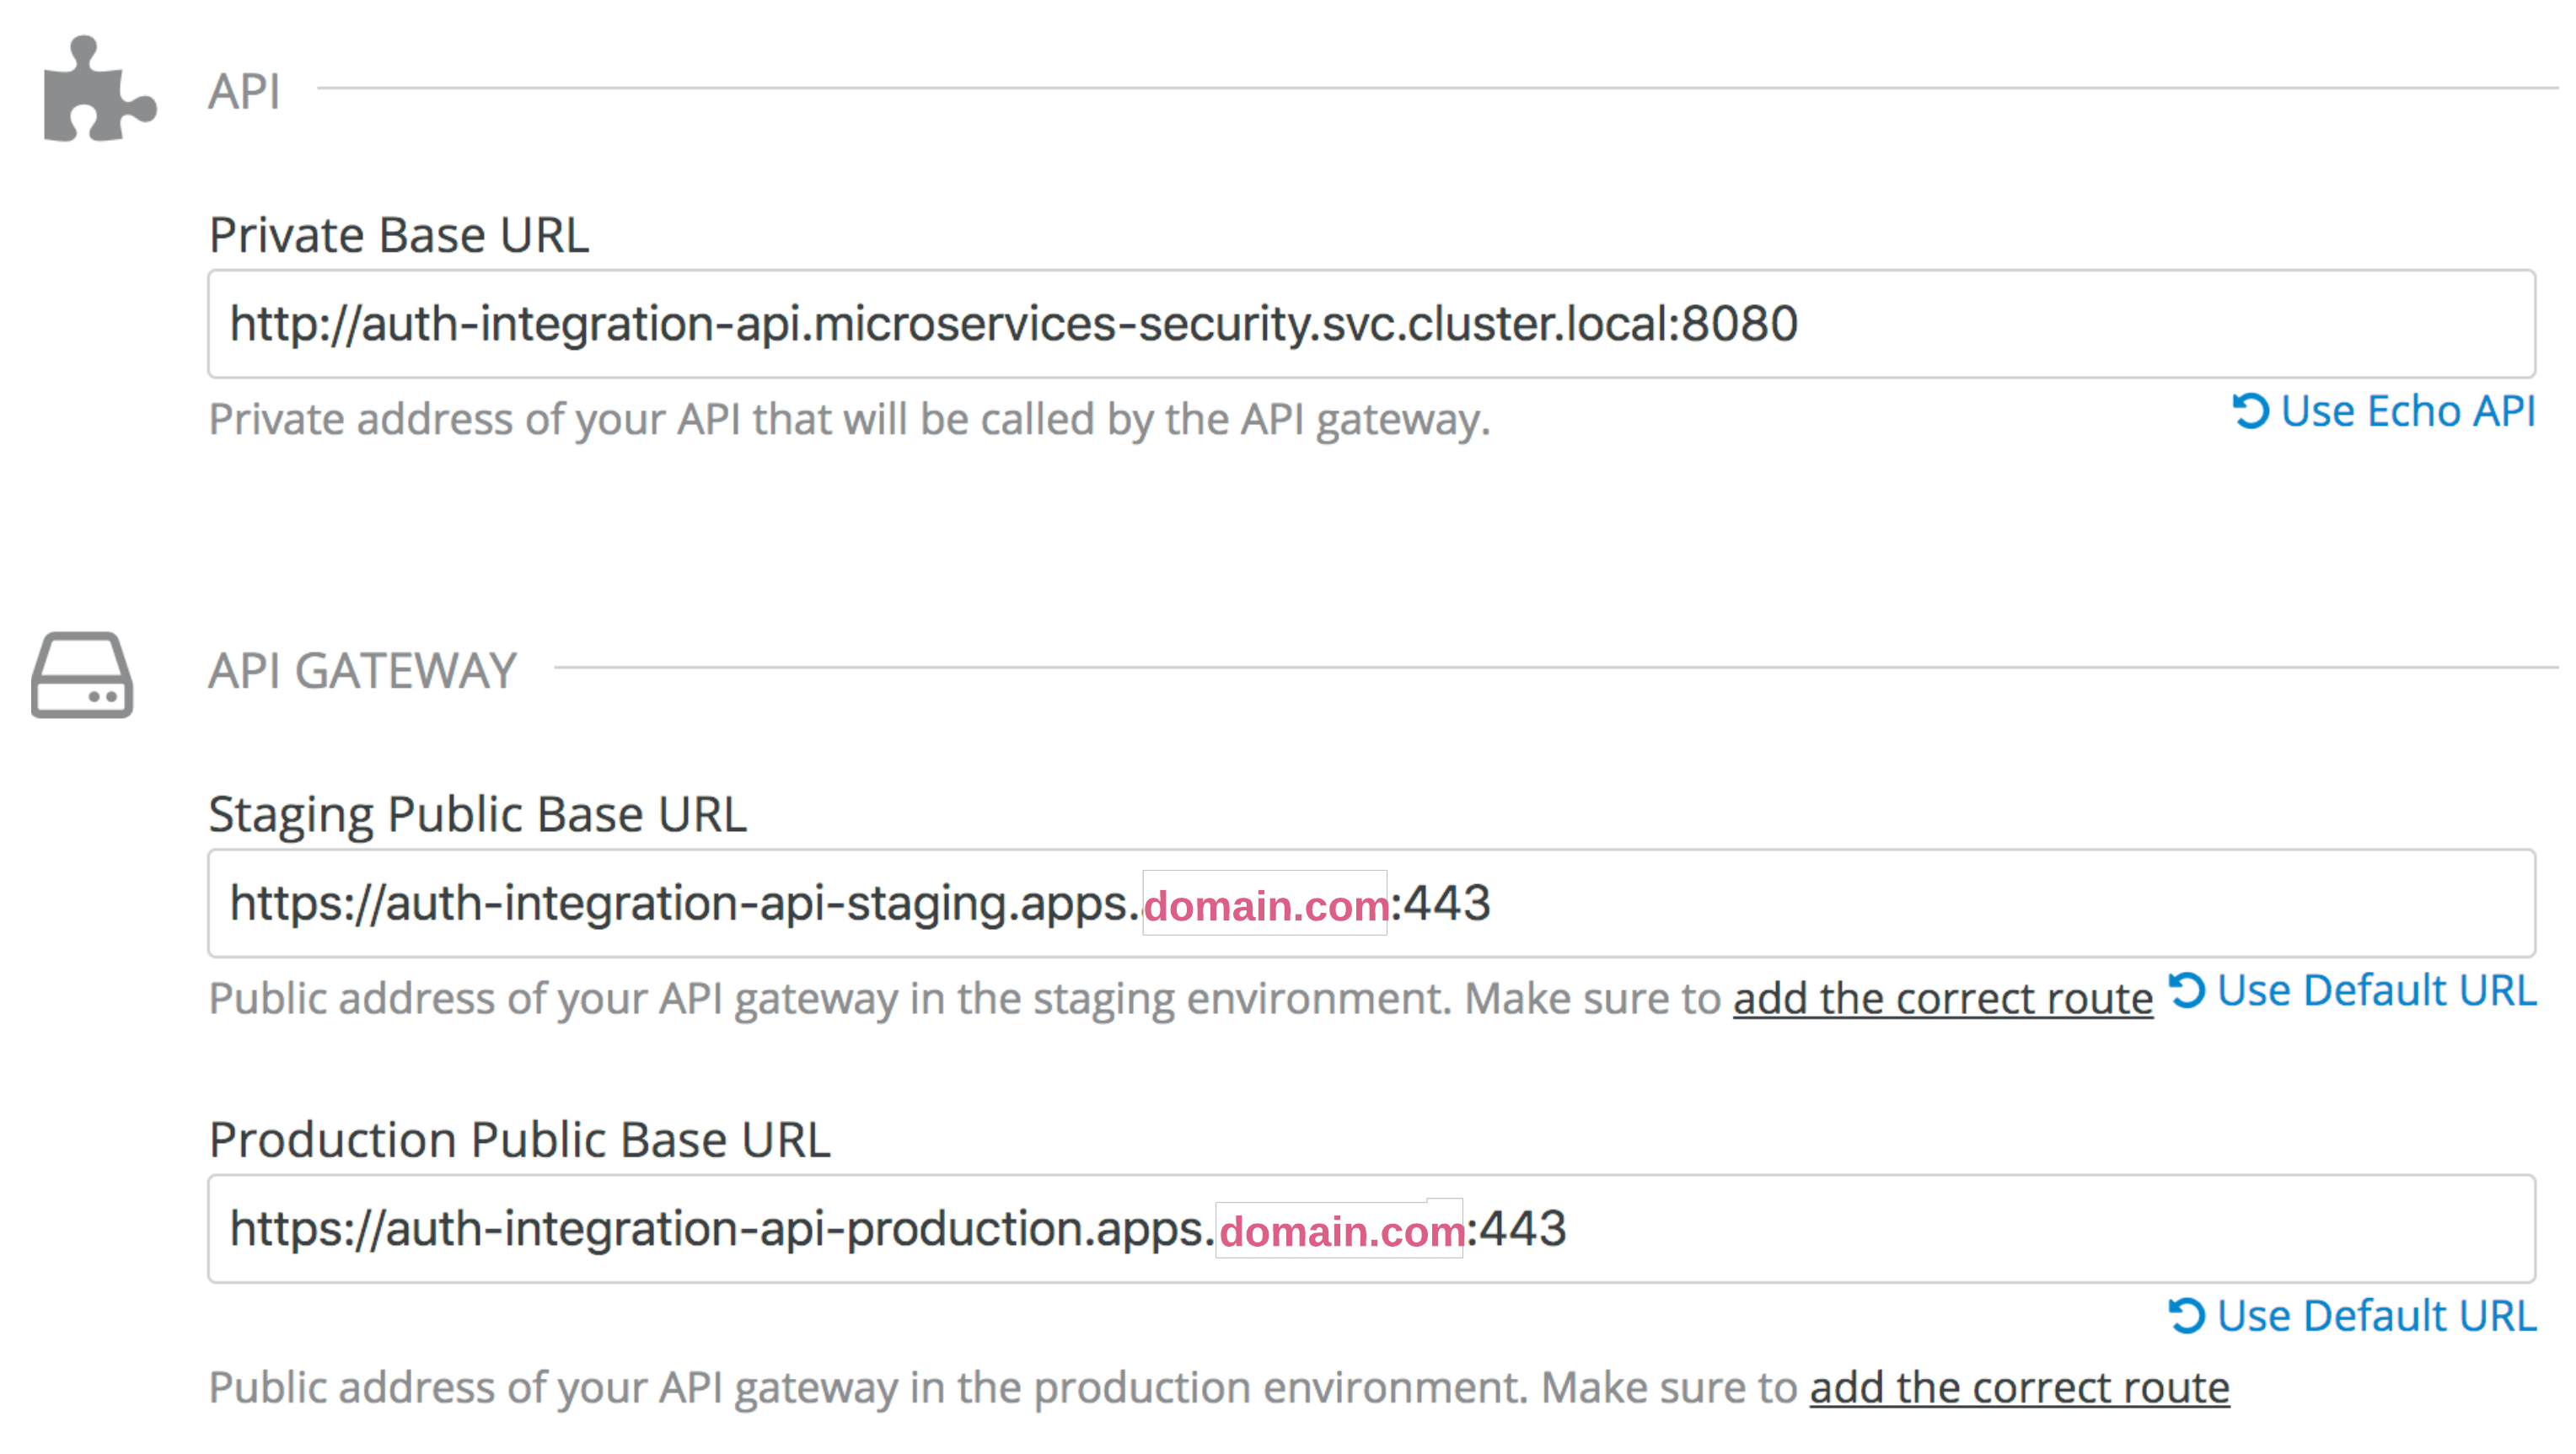 API
Private Base URL
http://auth-integration-api.microservices-security.svc.cluster.local:8080
Private address of your API that will be called by the API gateway. Use Echo API
API GATEWAY
Staging Public Base URL
https://auth-integration-api-staging.apps.domain.com:443
Public address of your API gateway in the staging environment. Make sure to add the correct route Use Default URL
Production Public Base URL
https://auth-integration-api-production.apps.domain.com:443
Use Default URL
Public address of your API gateway in the production environment. Make sure to add the correct route